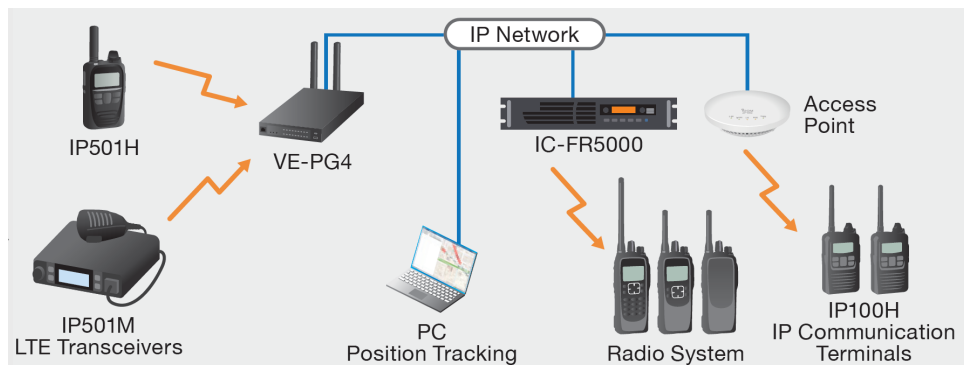 IP Network
IP501H
VE-PG4
IC-FR5000
Access
Point
IP501M
LTE Transceivers
PC
Position Tracking
Radio System
IP100H
IP Communication
Terminals